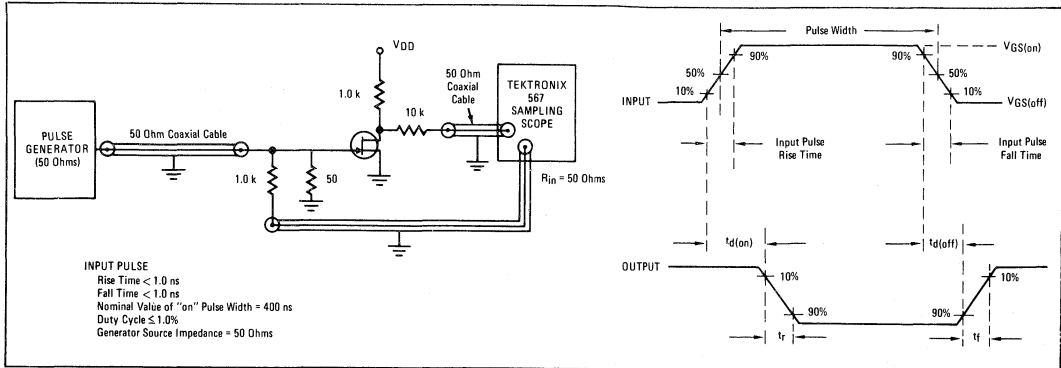 PULSE
GENERATOR
(50 Ohms)
50 Ohm Coaxial Cable
1.0 k
50
VDD
1.0 k
10 k
50 Ohm
Coaxial
Cable
TEKTRONIX
567
SAMPLING
SCOPE
Rin = 50 Ohms
INPUT PULSE
Rise Time < 1.0 ns
Fall Time < 1.0 ns
Nominal Value of "on" Pulse Width = 400 ns
Duty Cycle ≤ 1.0%
Generator Source Impedance = 50 Ohms
Pulse Width
VGS(on)
90%
90%
50%
50%
10%
10%
INPUT
VGS(off)
Input Pulse
Rise Time
Input Pulse
Fall Time
td(on)
td(off)
OUTPUT
10%
10%
90%
90%
tr
tf